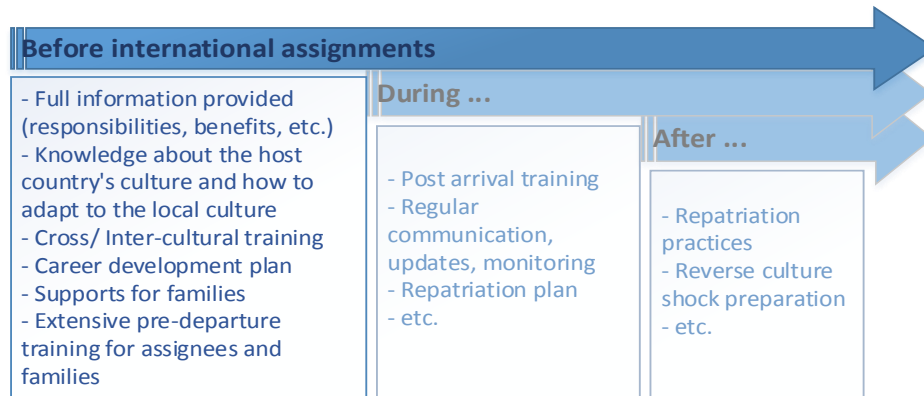 Before international assignments
- Full information provided
(responsibilities, benefits, etc.)
- Knowledge about the host
country's culture and how to
adapt to the local culture
- Cross/ Inter-cultural training
- Career development plan
- Supports for families
- Extensive pre-departure
training for assignees and
families
During ...
- Post arrival training
- Regular
communication,
updates, monitoring
- Repatriation plan
- etc.
After ...
- Repatriation
practices
- Reverse culture
shock preparation
- etc.